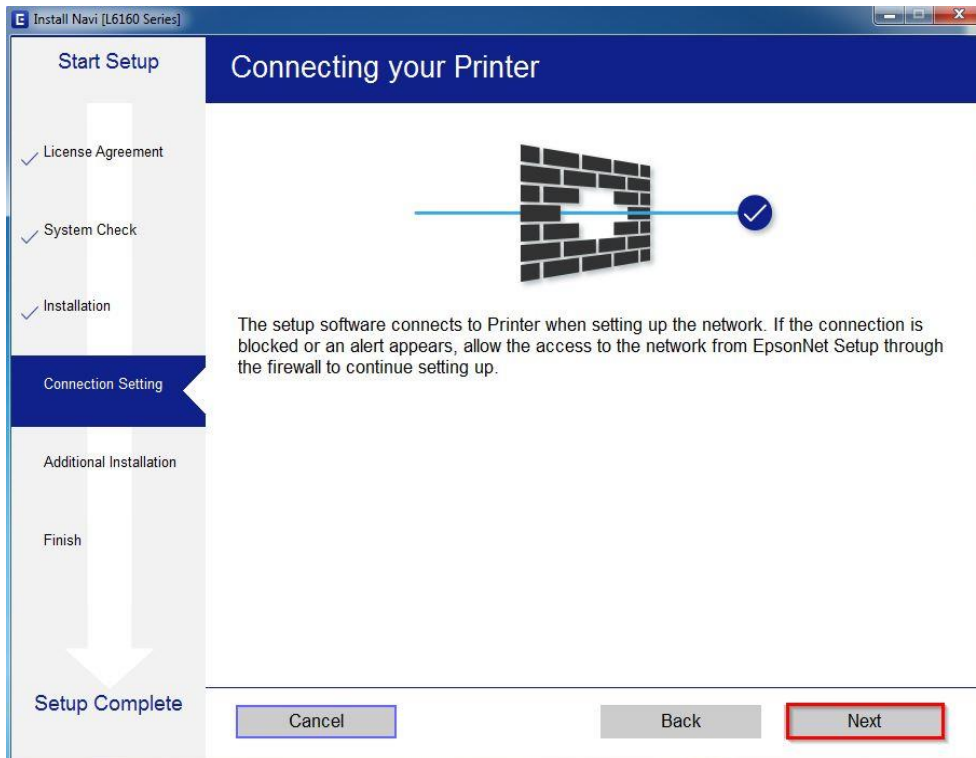 E Install Navi [L6160 Series]
Start Setup
Connecting your Printer
License Agreement
System Check
Installation
Connection Setting
Additional Installation
Finish
Setup Complete
The setup software connects to Printer when setting up the network. If the connection is
blocked or an alert appears, allow the access to the network from EpsonNet Setup through
the firewall to continue setting up.
Cancel
Back
Next